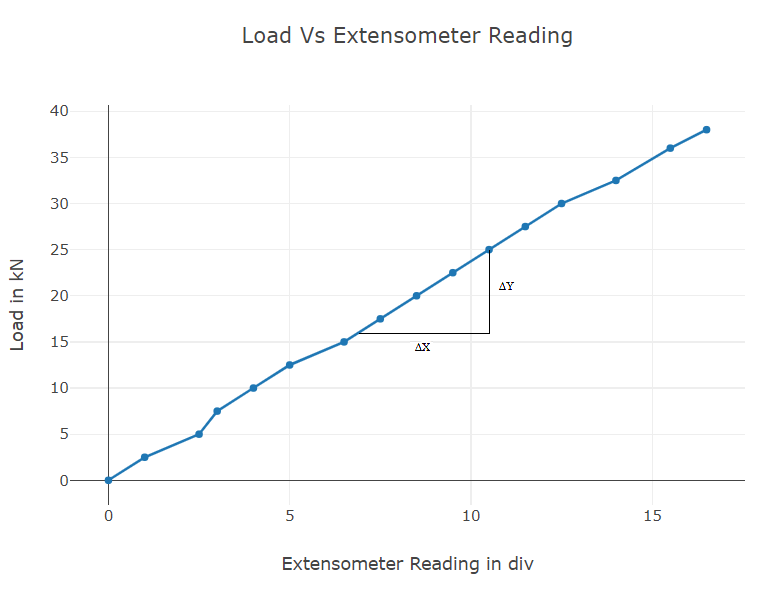 Load Vs Extensometer Reading
40
35
30
25
20
15
10
5
0
Load in kN
ΔY
ΔX
0 5 10 15
Extensometer Reading in div